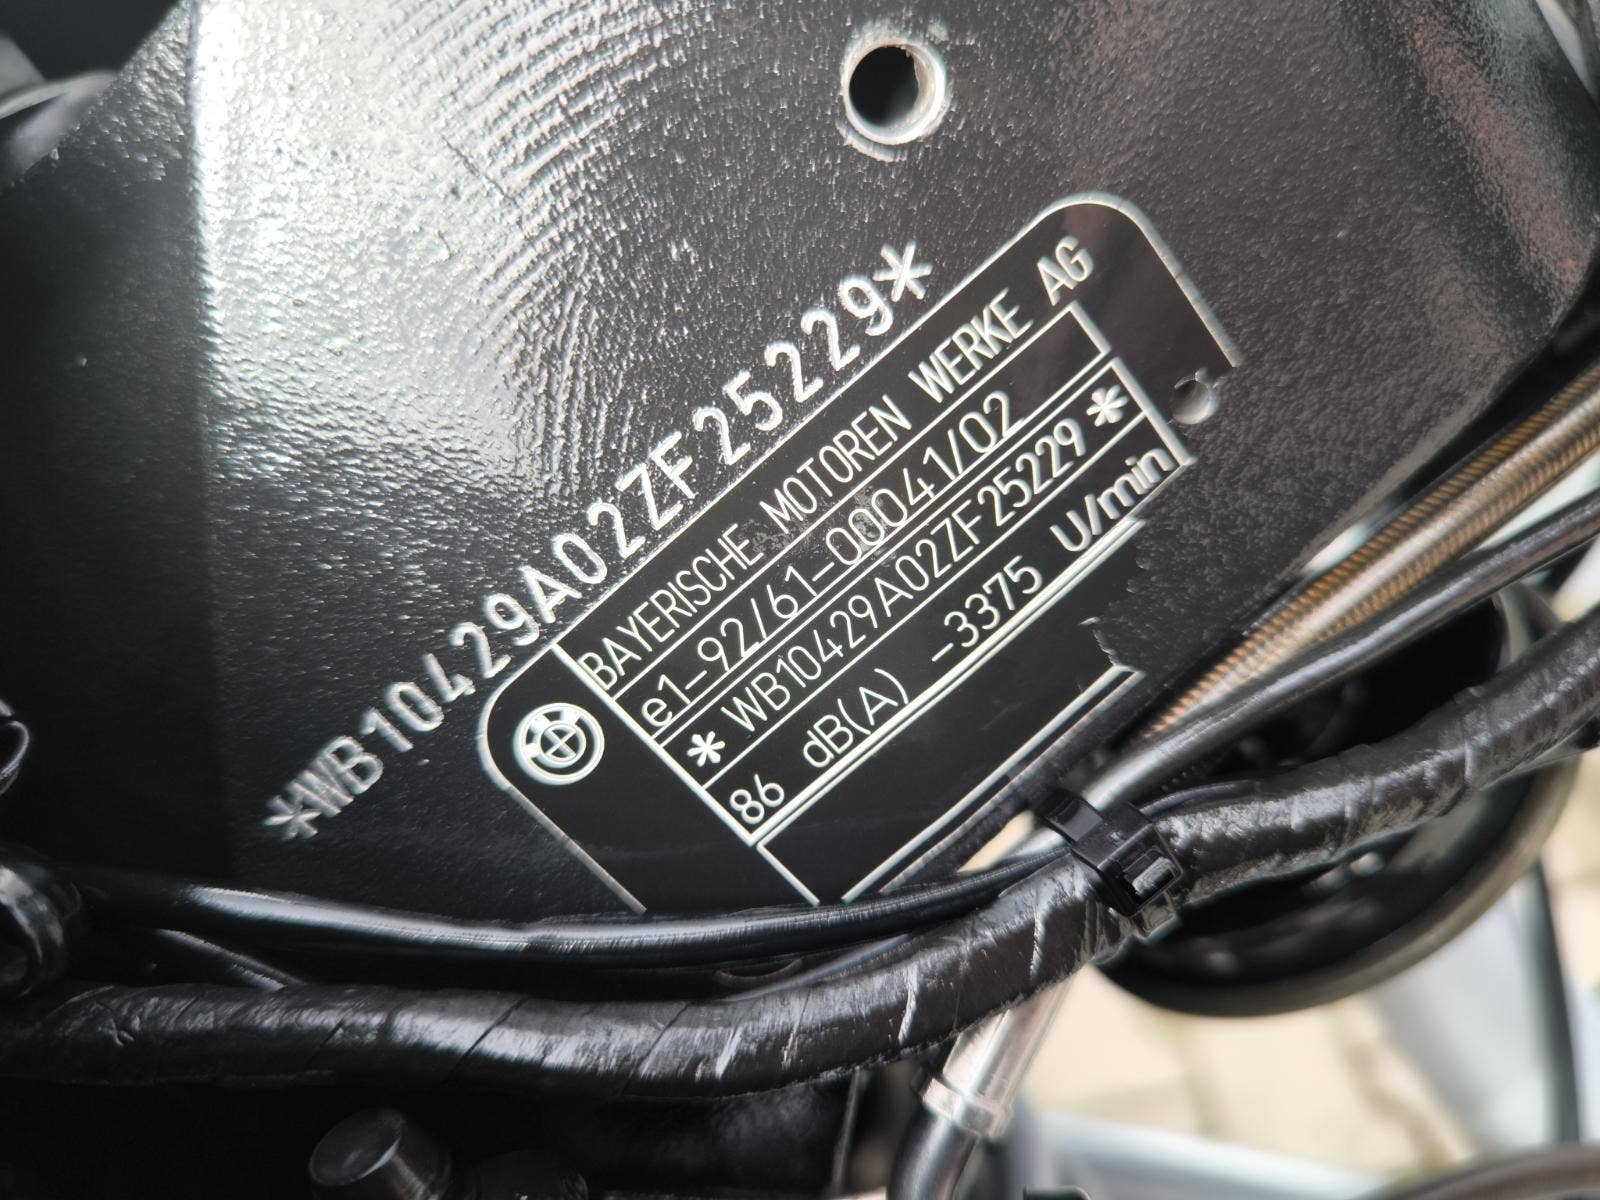 *WB10429A02ZF25229*
BAYERISCHE MOTOREN WERKE AG
e1-92/61-00041/02
* WB10429A02ZF25229 *
86 dB(A) -3375 U/min